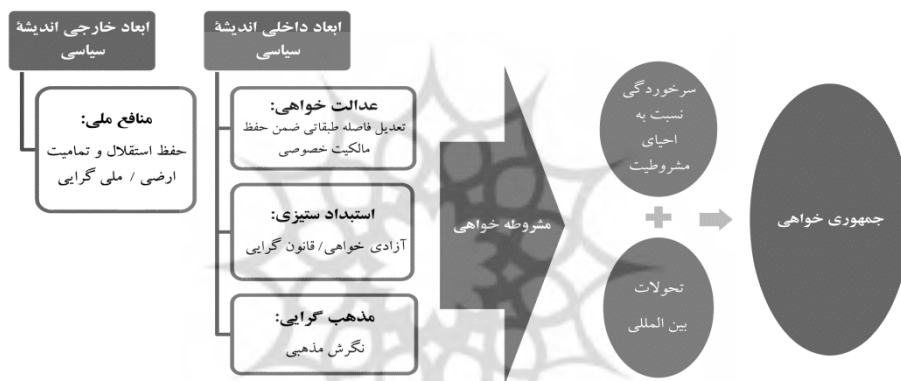 ابعاد خارجی اندیشۀ
سیاسی
منافع ملی:
حفظ استقلال و تمامیت
ارضی / ملی گرایی
ابعاد داخلی اندیشۀ
سیاسی
عدالت خواهی:
تعدیل فاصله طبقاتی ضمن حفظ
مالکیت خصوصی
استبداد ستیزی:
آزادی خواهی/ قانون گرایی
مذهب گرایی:
نگرش مذهبی
مشروطه خواهی
سرخوردگی
نسبت به
احیای
مشروطیت
تحولات
بین المللی
جمهوری خواهی